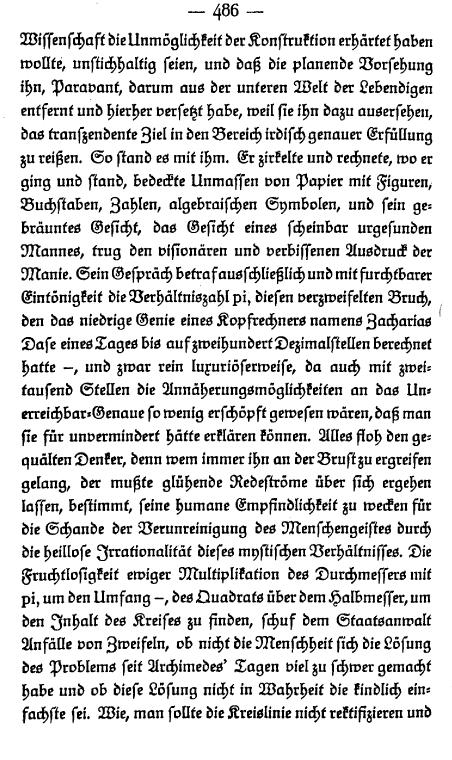 — 486 —
Wissenschaft die Unmöglichkeit der Konstruktion erhärtet haben
wollte, unstichhaltig seien, und daß die planende Vorsehung
ihn, Paravant, darum aus der unteren Welt der Lebendigen
entfernt und hierher versetzt habe, weil sie ihn dazu ausersehen,
das transzendente Ziel in den Bereich irdisch genauer Erfüllung
zu reißen. So stand es mit ihm. Er zirkelte und rechnete, wo er
ging und stand, bedeckte Unmassen von Papier mit Figuren,
Buchstaben, Zahlen, algebraischen Symbolen, und sein ge-
bräuntes Gesicht, das Gesicht eines scheinbar urgesunden
Mannes, trug den visionären und verbissenen Ausdruck der
Manie. Sein Gespräch betraf ausschließlich und mit furchtbarer
Eintönigkeit die Verhältniszahl pi, diesen verzweifelten Bruch,
den das niedrige Genie eines Kopfrechners namens Zacharias
Dase eines Tages bis auf zweihundert Dezimalstellen berechnet
hatte –, und zwar rein luxuriöserweise, da auch mit zwei-
tausend Stellen die Annäherungsmöglichkeiten an das Un-
erreichbar-Genaue so wenig erschöpft gewesen wären, daß man
sie für unvermindert hätte erklären können. Alles floh den ge-
quälten Denker, denn wem immer ihn an der Brust zu ergreifen
gelang, der mußte glühende Redeströme über sich ergehen
lassen, bestimmt, seine humane Empfindlichkeit zu wecken für
die Schande der Verunreinigung des Menschengeistes durch
die heillose Irrationalität dieses mystischen Verhältnisses. Die
Fruchtlosigkeit ewiger Multiplikation des Durchmessers mit
pi, um den Umfang –, des Quadrats über dem Halbmesser, um
den Inhalt des Kreises zu finden, schuf dem Staatsanwalt
Anfälle von Zweifeln, ob nicht die Menschheit sich die Lösung
des Problems seit Archimedes' Tagen viel zu schwer gemacht
habe und ob diese Lösung nicht in Wahrheit die kindlich ein-
fachste sei. Wie, man sollte die Kreislinie nicht rektifizieren und